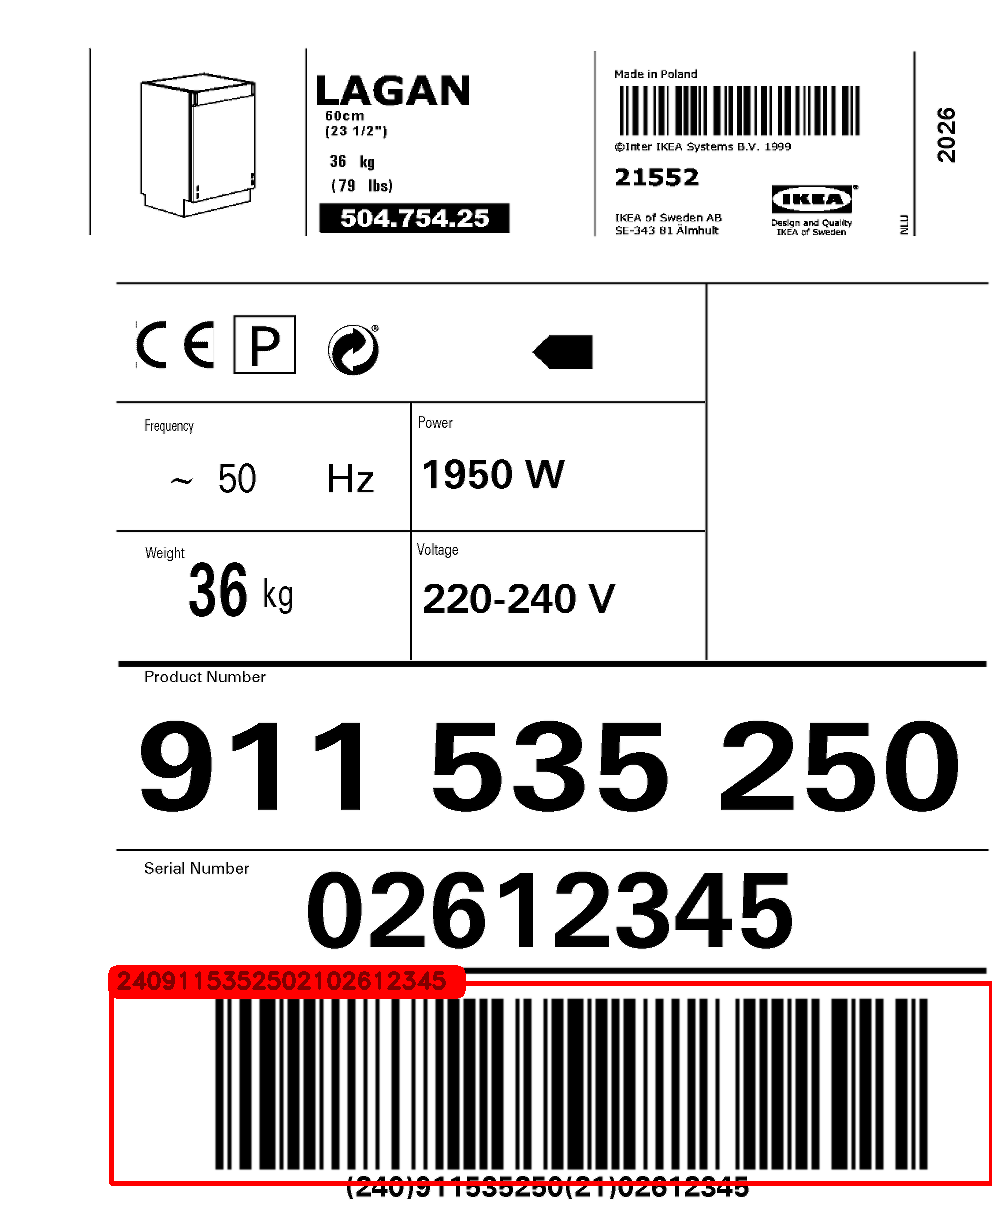 LAGAN
60cm
(23 1/2")
36 kg
(79 lbs)
504.754.25
Made in Poland
©Inter IKEA Systems B.V. 1999
21552
IKEA of Sweden AB
SE-343 81 Älmhult
IKEA
®
Design and Quality
IKEA of Sweden
NLU
2026
CE
P
®
Frequency
~ 50 Hz
Power
1950 W
Weight
36 kg
Voltage
220-240 V
Product Number
911 535 250
Serial Number
02612345
2409115352502102612345
(240)911535250(21)02612345